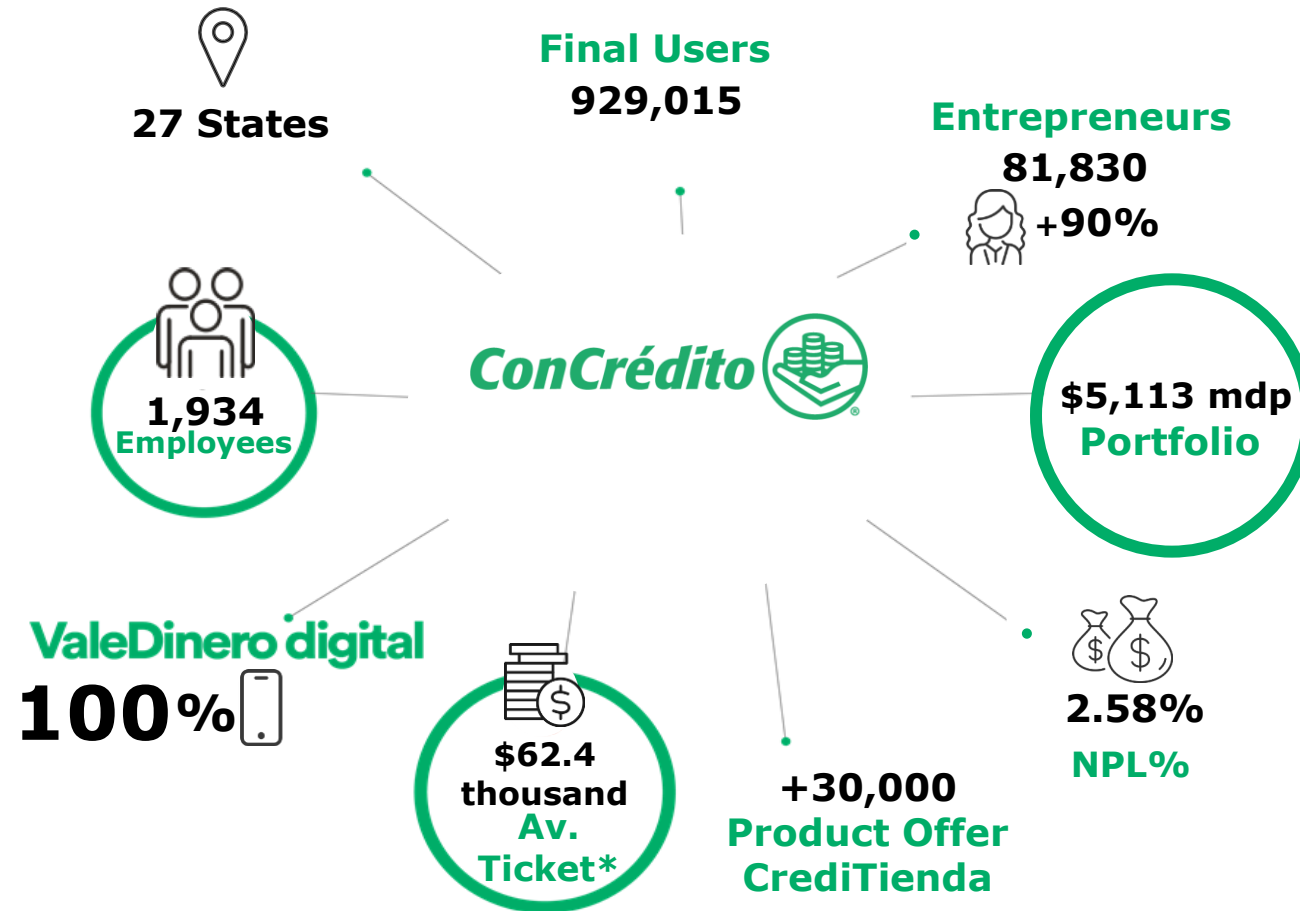 27 States
Final Users
929,015
Entrepreneurs
81,830
+90%
ConCrédito
®
1,934
Employees
$5,113 mdp
Portfolio
ValeDinero digital
100%
$62.4
thousand
Av.
Ticket*
+30,000
Product Offer
CrediTienda
2.58%
NPL%